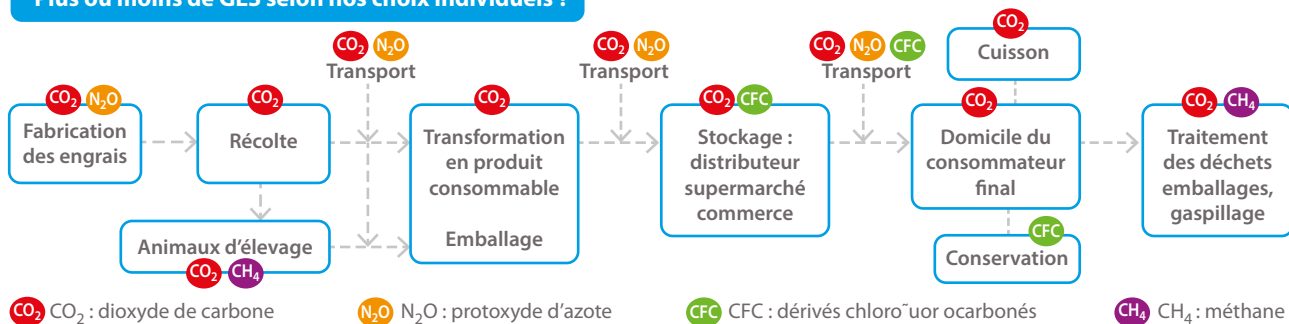 Plus ou moins de GES selon nos choix individuels !
CO₂ N₂O
Transport
CO₂ N₂O
Transport
CO₂ N₂O CFC
Transport
CO₂
Cuisson
CO₂ N₂O
Fabrication
des engrais
CO₂
Récolte
CO₂
Transformation
en produit
consommable
Emballage
CO₂ CFC
Stockage :
distributeur
supermarché
commerce
CO₂
Domicile du
consommateur
final
CO₂ CH₄
Traitement
des déchets
emballages,
gaspillage
Animaux d'élevage
CO₂ CH₄
CFC
Conservation
CO₂ CO₂ : dioxyde de carbone
N₂O N₂O : protoxyde d'azote
CFC CFC : dérivés chloro˜uor ocarbonés
CH₄ CH₄ : méthane